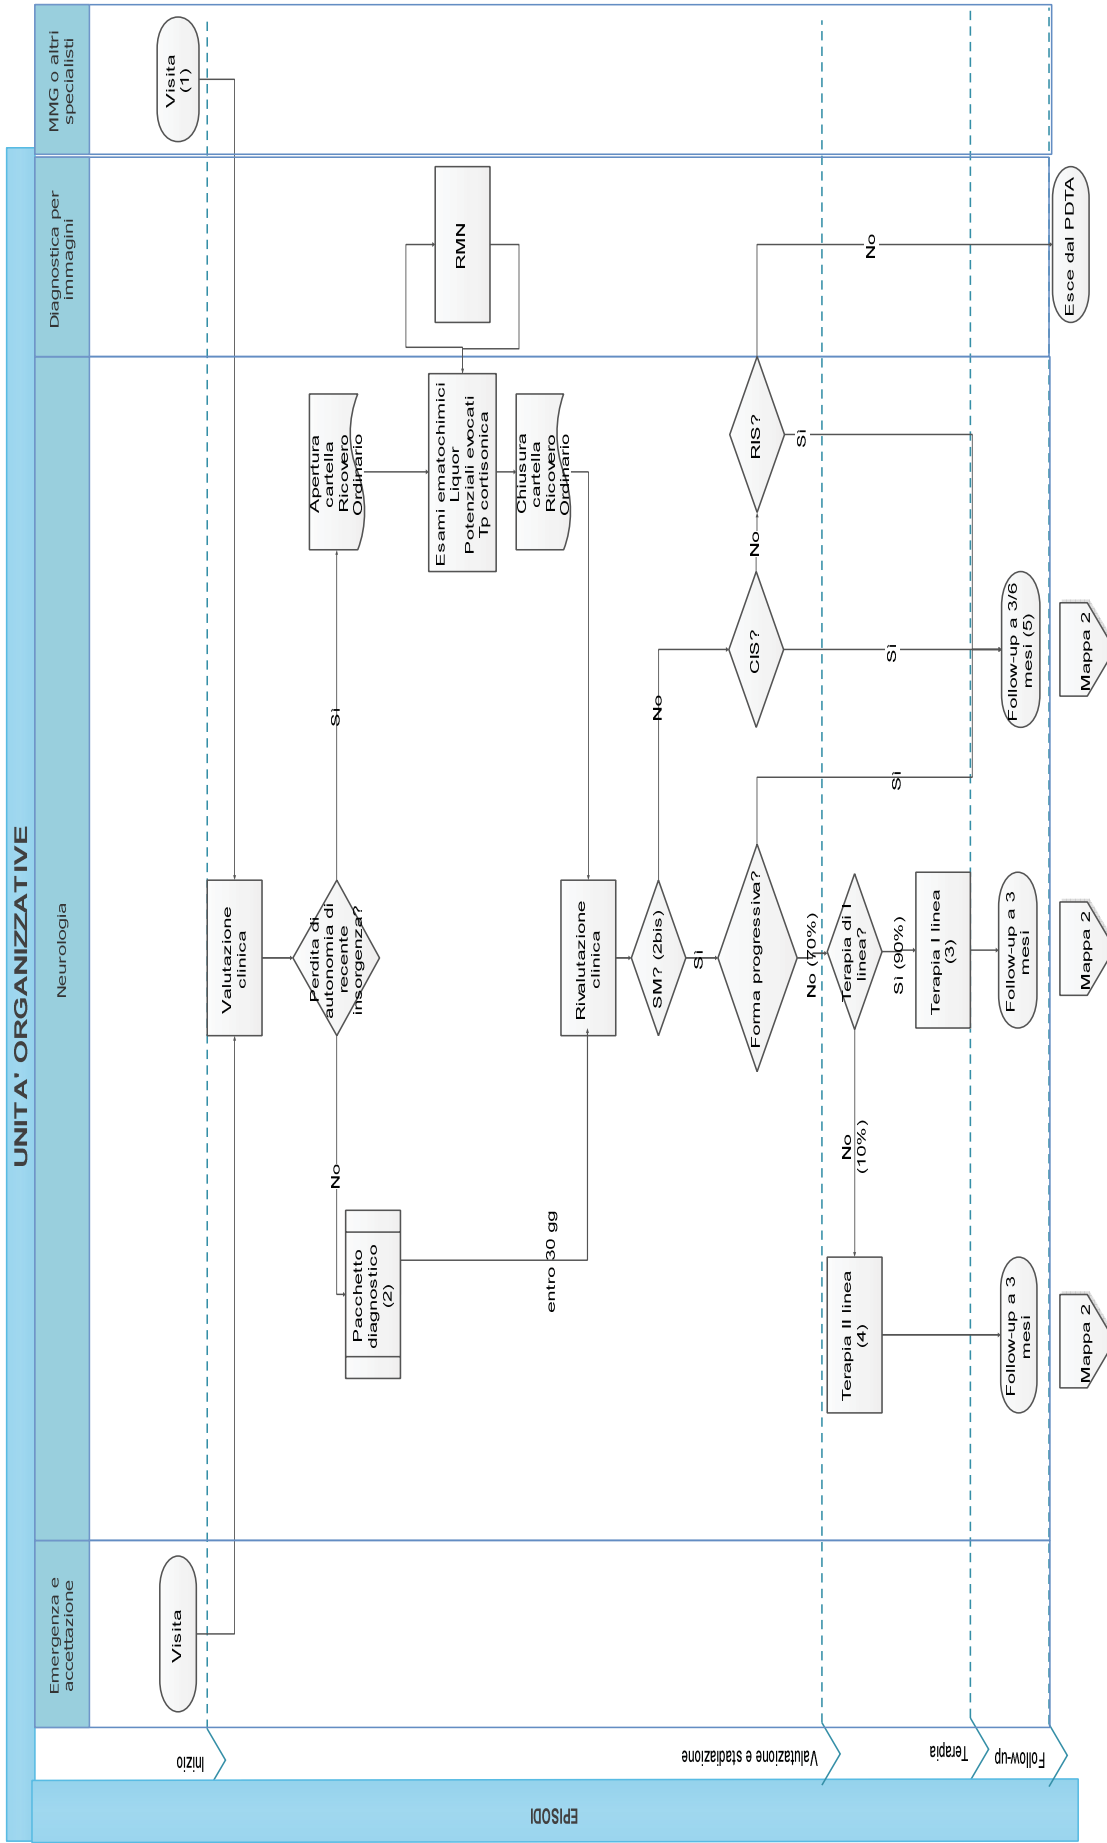 UNITA' ORGANIZZATIVE
Emergenza e
accettazione
Neurologia
Diagnostica per
immagini
MMG o altri
specialisti
EPISODI
Inizio
Visita
Visita
(1)
Valutazione e stadiazione
Valutazione
clinica
Perdita di
autonomia di
recente
insorgenza?
No
Sì
Pacchetto
diagnostico
(2)
entro 30 gg
Apertura
cartella
Ricovero
Ordinario
Esami ematochimici
Liquor
Potenziali evocati
Tp cortisonica
RMN
Chiusura
cartella
Ricovero
Ordinario
Rivalutazione
clinica
SM? (2bis)
Sì
No
Forma progressiva?
CIS?
No
RIS?
No (70%)
Sì
Sì
Sì
No
Terapia
Terapia di I
linea?
No
(10%)
Sì (90%)
Terapia II linea
(4)
Terapia I linea
(3)
Follow-up
Follow-up a 3
mesi
Follow-up a 3
mesi
Follow-up a 3/6
mesi (5)
Esce dal PDTA
Mappa 2
Mappa 2
Mappa 2